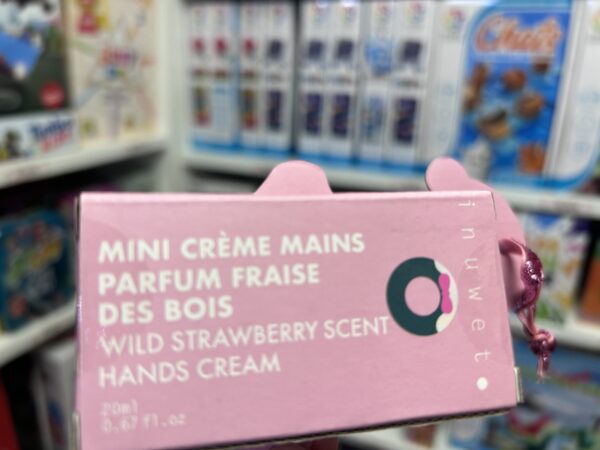 MINI CRÈME MAINS
PARFUM FRAISE
DES BOIS
WILD STRAWBERRY SCENT
HANDS CREAM
20ml
0.67 fl.oz
inuwet